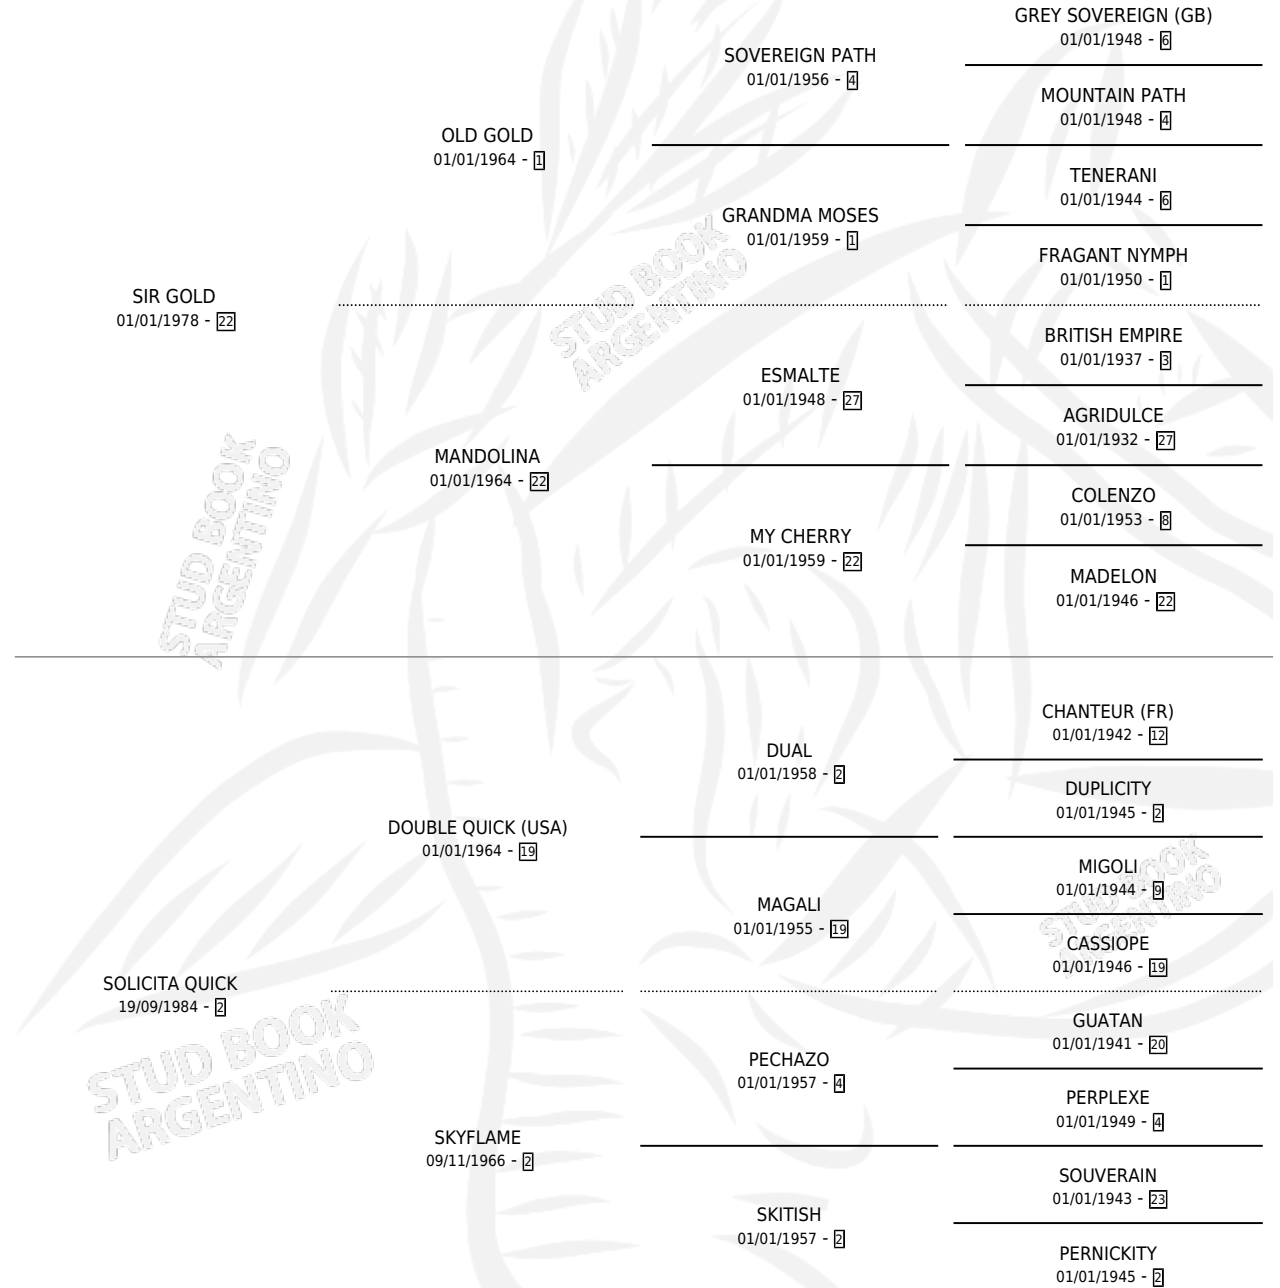 GREY SOVEREIGN (GB)
01/01/1948 - 6
SOVEREIGN PATH
01/01/1956 - 4
MOUNTAIN PATH
01/01/1948 - 4
OLD GOLD
01/01/1964 - 1
TENERANI
01/01/1944 - 6
GRANDMA MOSES
01/01/1959 - 1
FRAGANT NYMPH
01/01/1950 - 1
SIR GOLD
01/01/1978 - 22
BRITISH EMPIRE
01/01/1937 - 3
ESMALTE
01/01/1948 - 27
AGRIDULCE
01/01/1932 - 27
MANDOLINA
01/01/1964 - 22
COLENZO
01/01/1953 - 8
MY CHERRY
01/01/1959 - 22
MADELON
01/01/1946 - 22
CHANTEUR (FR)
01/01/1942 - 12
DUAL
01/01/1958 - 2
DUPLICITY
01/01/1945 - 2
DOUBLE QUICK (USA)
01/01/1964 - 19
MIGOLI
01/01/1944 - 9
MAGALI
01/01/1955 - 19
CASSIOPE
01/01/1946 - 19
SOLICITA QUICK
19/09/1984 - 2
GUATAN
01/01/1941 - 20
PECHAZO
01/01/1957 - 4
PERPLEXE
01/01/1949 - 4
SKYFLAME
09/11/1966 - 2
SOUVERAIN
01/01/1943 - 23
SKITISH
01/01/1957 - 2
PERNICKITY
01/01/1945 - 2
STUD BOOK
ARGENTINO
STUD BOOK
ARGENTINO
STUD BOOK
ARGENTINO
STUD BOOK
ARGENTINO